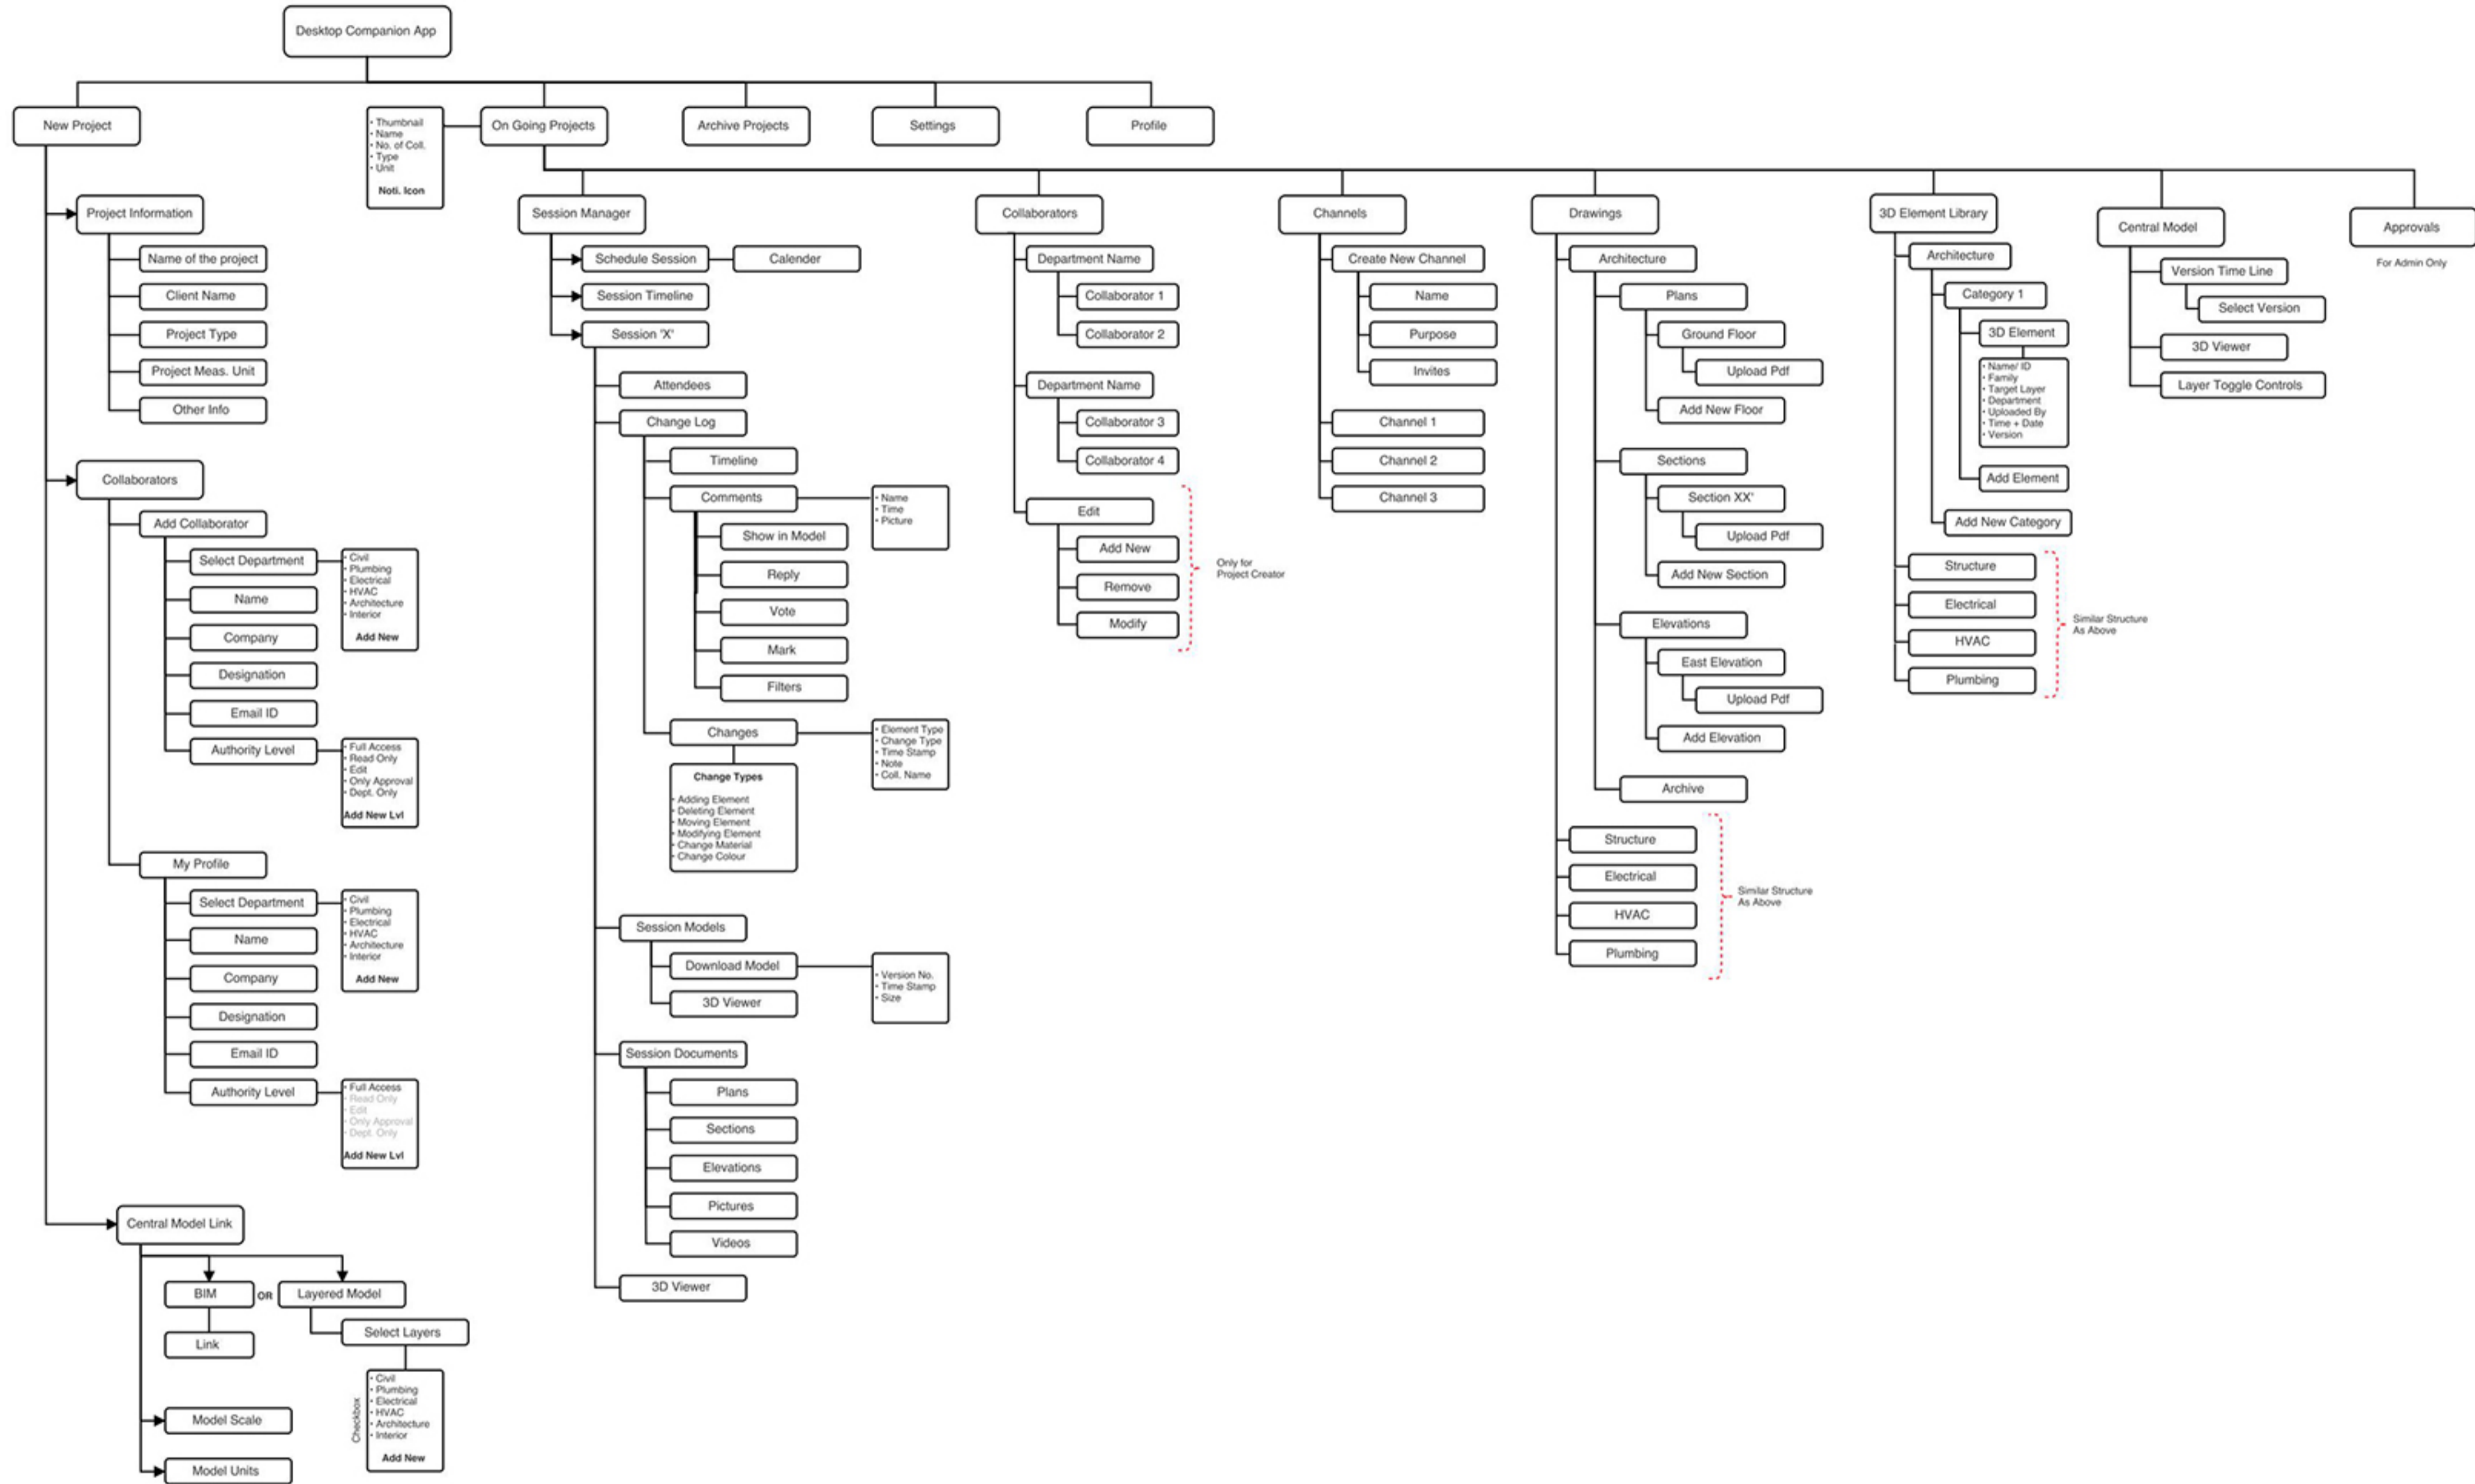 Desktop Companion App
New Project
• Thumbnail
• Name
• No. of Coll.
• Type
• Unit
Noti. Icon
On Going Projects
Archive Projects
Settings
Profile
Project Information
Name of the project
Client Name
Project Type
Project Meas. Unit
Other Info
Collaborators
Add Collaborator
Select Department
• Civil
• Plumbing
• Electrical
• HVAC
• Architecture
• Interior
Add New
Name
Company
Designation
Email ID
Authority Level
• Full Access
• Read Only
• Edit
• Only Approval
• Dept. Only
Add New Lvl
My Profile
Select Department
• Civil
• Plumbing
• Electrical
• HVAC
• Architecture
• Interior
Add New
Name
Company
Designation
Email ID
Authority Level
• Full Access
• Read Only
• Edit
• Only Approval
• Dept. Only
Add New Lvl
Central Model Link
BIM
OR
Layered Model
Link
Select Layers
Checkbox
• Civil
• Plumbing
• Electrical
• HVAC
• Architecture
• Interior
Add New
Model Scale
Model Units
Session Manager
Schedule Session
Calender
Session Timeline
Session 'X'
Attendees
Change Log
Timeline
Comments
• Name
• Time
• Picture
Show in Model
Reply
Vote
Mark
Filters
Changes
• Element Type
• Change Type
• Time Stamp
• Note
• Coll. Name
Change Types
• Adding Element
• Deleting Element
• Moving Element
• Modifying Element
• Change Material
• Change Colour
Session Models
Download Model
• Version No.
• Time Stamp
• Size
3D Viewer
Session Documents
Plans
Sections
Elevations
Pictures
Videos
3D Viewer
Collaborators
Department Name
Collaborator 1
Collaborator 2
Department Name
Collaborator 3
Collaborator 4
Edit
Add New
Remove
Modify
Only for
Project Creator
Channels
Create New Channel
Name
Purpose
Invites
Channel 1
Channel 2
Channel 3
Drawings
Architecture
Plans
Ground Floor
Upload Pdf
Add New Floor
Sections
Section XX'
Upload Pdf
Add New Section
Elevations
East Elevation
Upload Pdf
Add Elevation
Archive
Structure
Electrical
HVAC
Plumbing
Similar Structure
As Above
3D Element Library
Architecture
Category 1
3D Element
• Name/ ID
• Family
• Target Layer
• Department
• Uploaded By
• Time + Date
• Version
Add Element
Add New Category
Structure
Electrical
HVAC
Plumbing
Similar Structure
As Above
Central Model
Version Time Line
Select Version
3D Viewer
Layer Toggle Controls
Approvals
For Admin Only